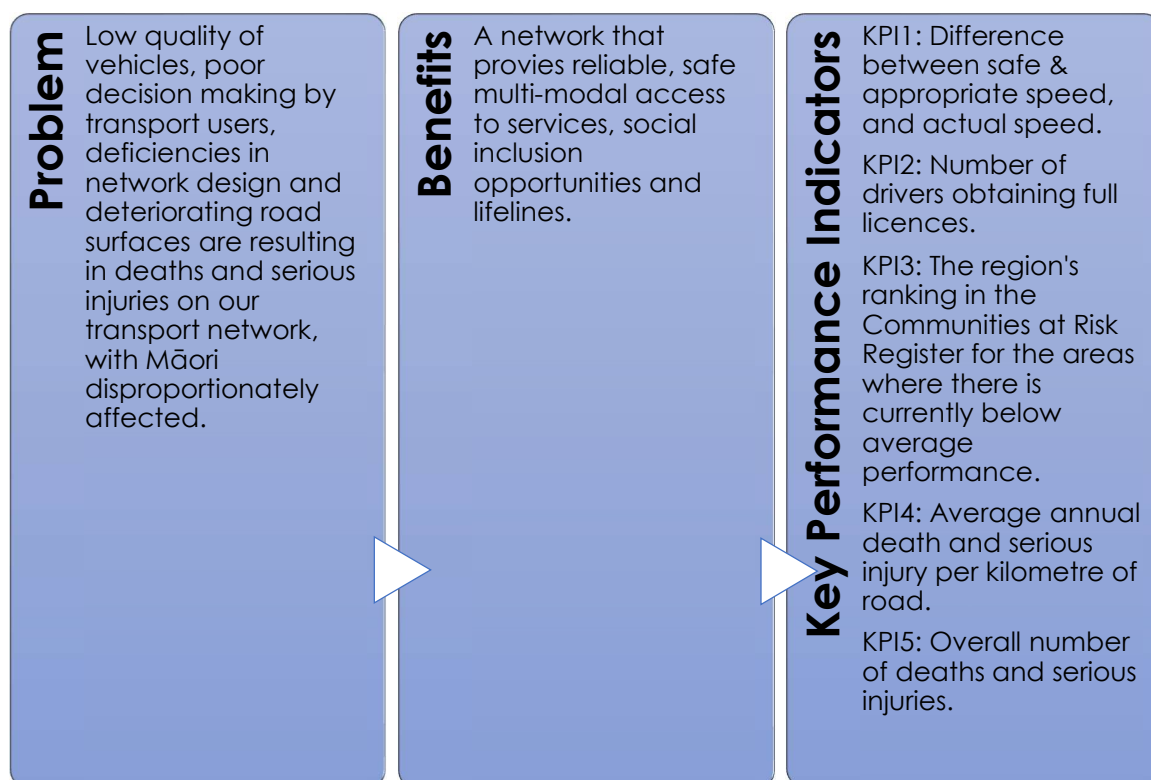 Problem
Low quality of
vehicles, poor
decision making by
transport users,
deficiencies in
network design and
deteriorating road
surfaces are resulting
in deaths and serious
injuries on our
transport network,
with Māori
disproportionately
affected.
Benefits
A network that
provies reliable, safe
multi-modal access
to services, social
inclusion
opportunities and
lifelines.
Key Performance Indicators
KPI1: Difference
between safe &
appropriate speed,
and actual speed.
KPI2: Number of
drivers obtaining full
licences.
KPI3: The region's
ranking in the
Communities at Risk
Register for the areas
where there is
currently below
average
performance.
KPI4: Average annual
death and serious
injury per kilometre of
road.
KPI5: Overall number
of deaths and serious
injuries.